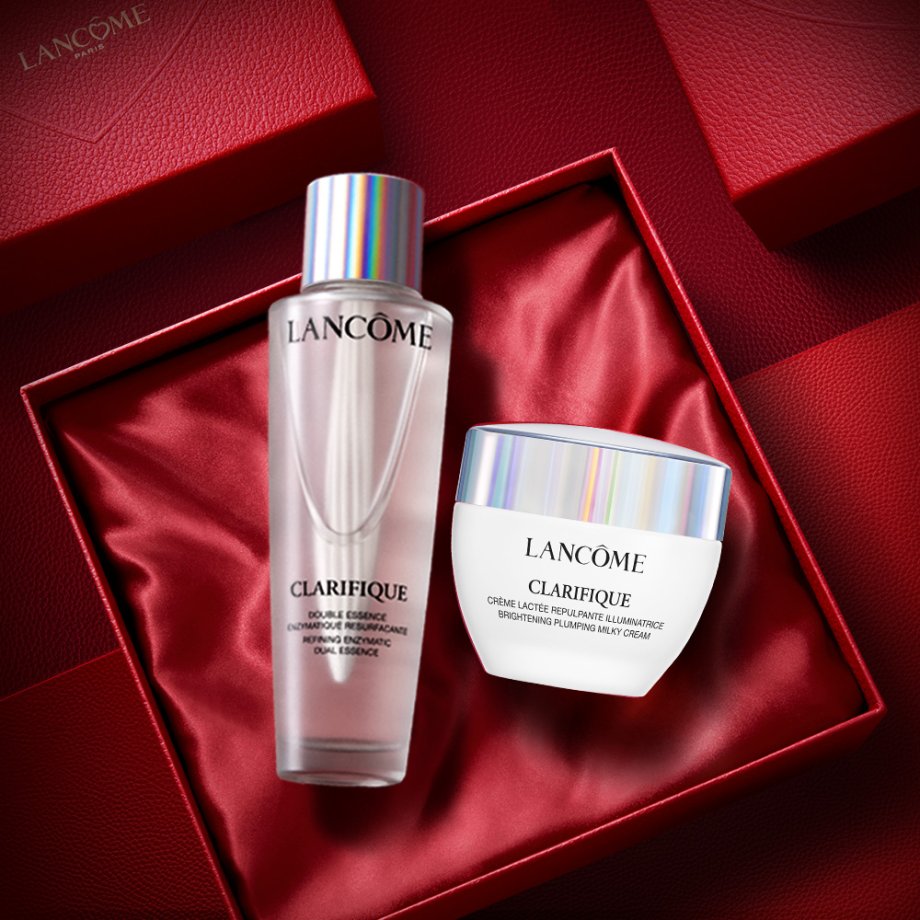 LANCÔME
PARIS
LANCÔME
CLARIFIQUE
DOUBLE ESSENCE
ENZYMATIQUE RESURFACANTE
REFINING ENZYMATIC
DUAL ESSENCE
LANCÔME
CLARIFIQUE
CRÈME LACTÉE REPULPANTE ILLUMINATRICE
BRIGHTENING PLUMPING MILKY CREAM